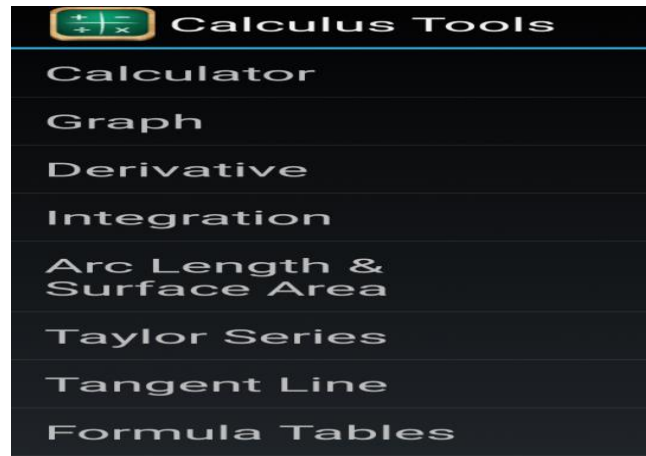 Calculus Tools
Calculator
Graph
Derivative
Integration
Arc Length &
Surface Area
Taylor Series
Tangent Line
Formula Tables